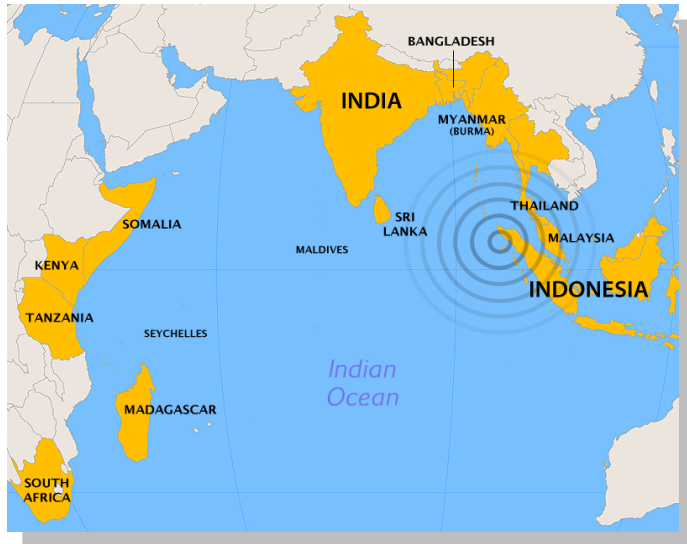 BANGLADESH
INDIA
MYANMAR
(BURMA)
THAILAND
SRI
LANKA
SOMALIA
MALAYSIA
MALDIVES
KENYA
INDONESIA
TANZANIA
SEYCHELLES
Indian
Ocean
MADAGASCAR
SOUTH
AFRICA